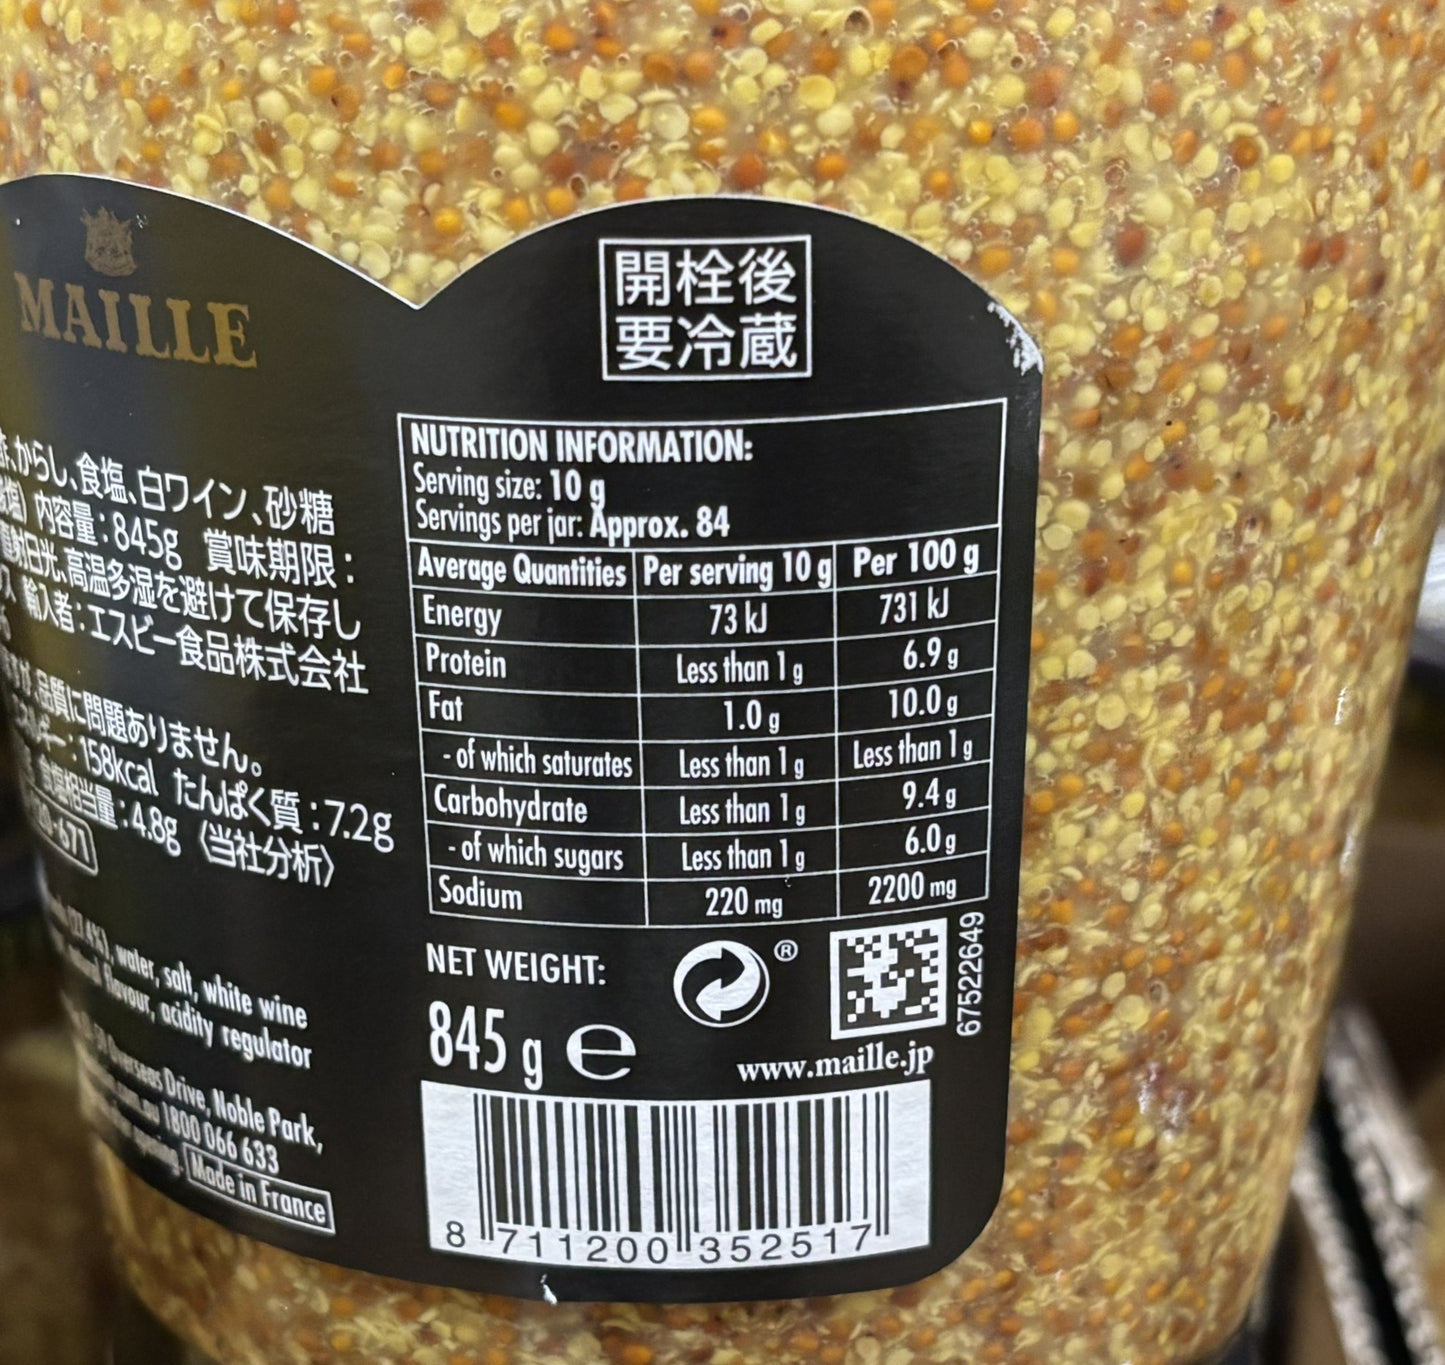 MAILLE
からし、食塩、白ワイン、砂糖
内容量:845g 賞味期限:
直射日光、高温多湿を避けて保存し
輸入者:エスビー食品株式会社
品質に問題ありません。
158kcal たんぱく質:7.2g
食塩相当量:4.8g〈当社分析〉
water, salt, white wine
flavour, acidity regulator
Overseas Drive, Noble Park,
1800 066 633
opening. Made in France
開栓後
要冷蔵
NUTRITION INFORMATION:
Serving size: 10 g
Servings per jar: Approx. 84
Average Quantities Per serving 10 g Per 100 g
Energy 73 kJ 731 kJ
Protein Less than 1 g 6.9 g
Fat 1.0 g 10.0 g
- of which saturates Less than 1 g Less than 1 g
Carbohydrate Less than 1 g 9.4 g
- of which sugars Less than 1 g 6.0 g
Sodium 220 mg 2200 mg
NET WEIGHT:
845 g ℮
®
67522649
www.maille.jp
8 711200 352517